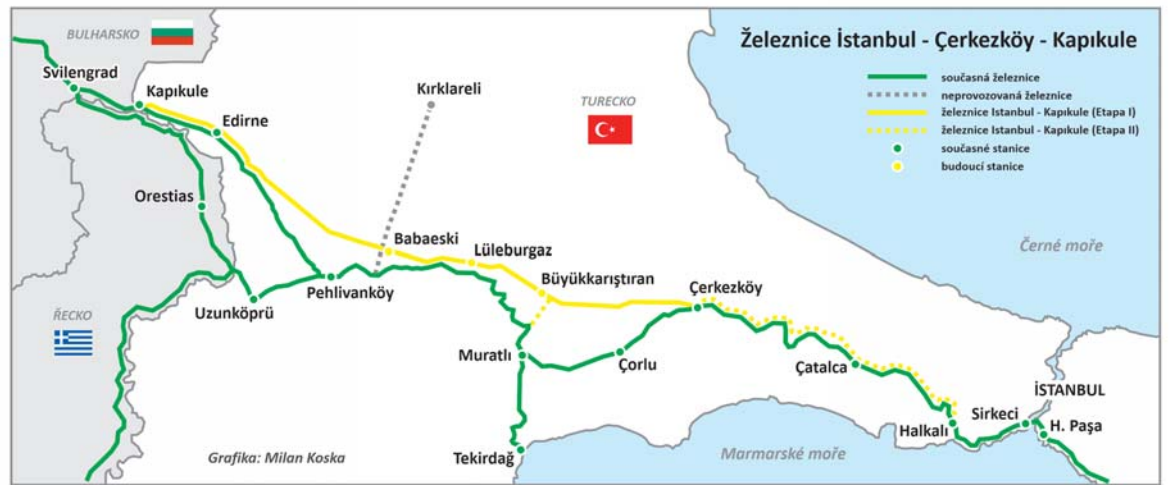 Železnice İstanbul - Çerkezköy - Kapıkule
BULHARSKO
Svilengrad
Kapıkule
Edirne
Kırklareli
TURECKO
současná železnice
neprovozovaná železnice
železnice Istanbul - Kapıkule (Etapa I)
železnice Istanbul - Kapıkule (Etapa II)
současné stanice
budoucí stanice
Orestias
Babaeski
Lüleburgaz
Büyükkarıştıran
Çerkezköy
Černé moře
Uzunköprü
Pehlivanköy
ŘECKO
Muratlı
Çorlu
Çatalca
İSTANBUL
Halkalı
Sirkeci
H. Paşa
Grafika: Milan Koska
Tekirdağ
Marmarské moře